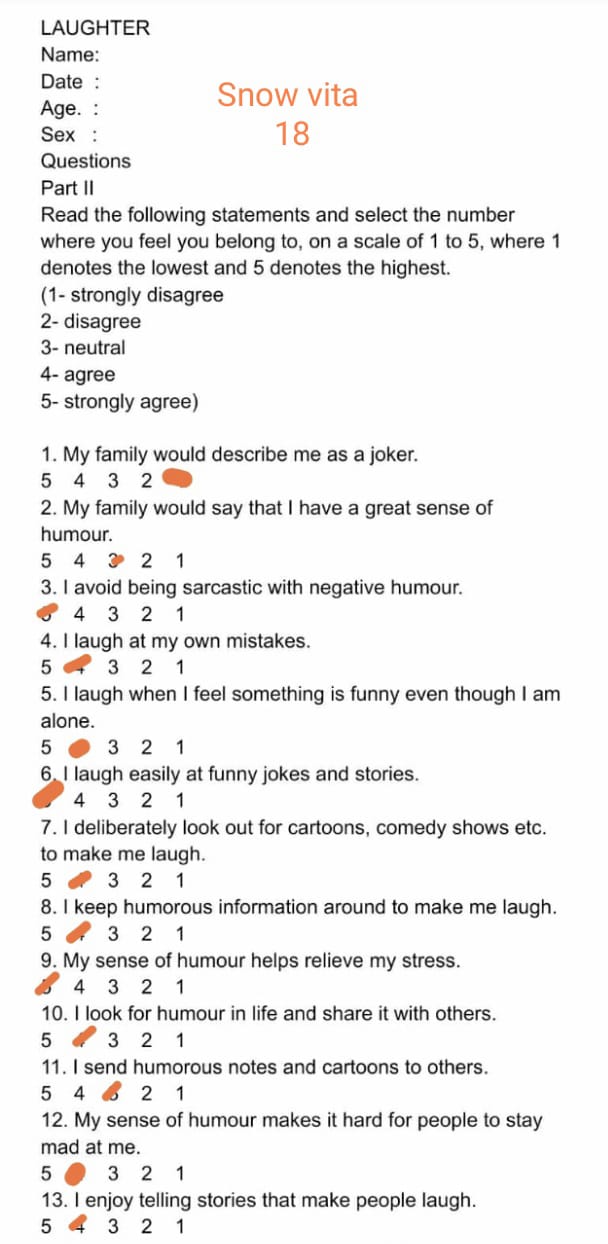 LAUGHTER
Name:
Date :
Snow vita
Age. :
18
Sex :
Questions
Part II
Read the following statements and select the number
where you feel you belong to, on a scale of 1 to 5, where 1
denotes the lowest and 5 denotes the highest.
(1- strongly disagree
2- disagree
3- neutral
4- agree
5- strongly agree)
1. My family would describe me as a joker.
5 4 3 2
2. My family would say that I have a great sense of
humour.
5 4 3 2 1
3. I avoid being sarcastic with negative humour.
5 4 3 2 1
4. I laugh at my own mistakes.
5 4 3 2 1
5. I laugh when I feel something is funny even though I am
alone.
5 3 2 1
6. I laugh easily at funny jokes and stories.
4 3 2 1
7. I deliberately look out for cartoons, comedy shows etc.
to make me laugh.
5 3 2 1
8. I keep humorous information around to make me laugh.
5 4 3 2 1
9. My sense of humour helps relieve my stress.
5 4 3 2 1
10. I look for humour in life and share it with others.
5 3 2 1
11. I send humorous notes and cartoons to others.
5 4 3 2 1
12. My sense of humour makes it hard for people to stay
mad at me.
5 3 2 1
13. I enjoy telling stories that make people laugh.
5 4 3 2 1